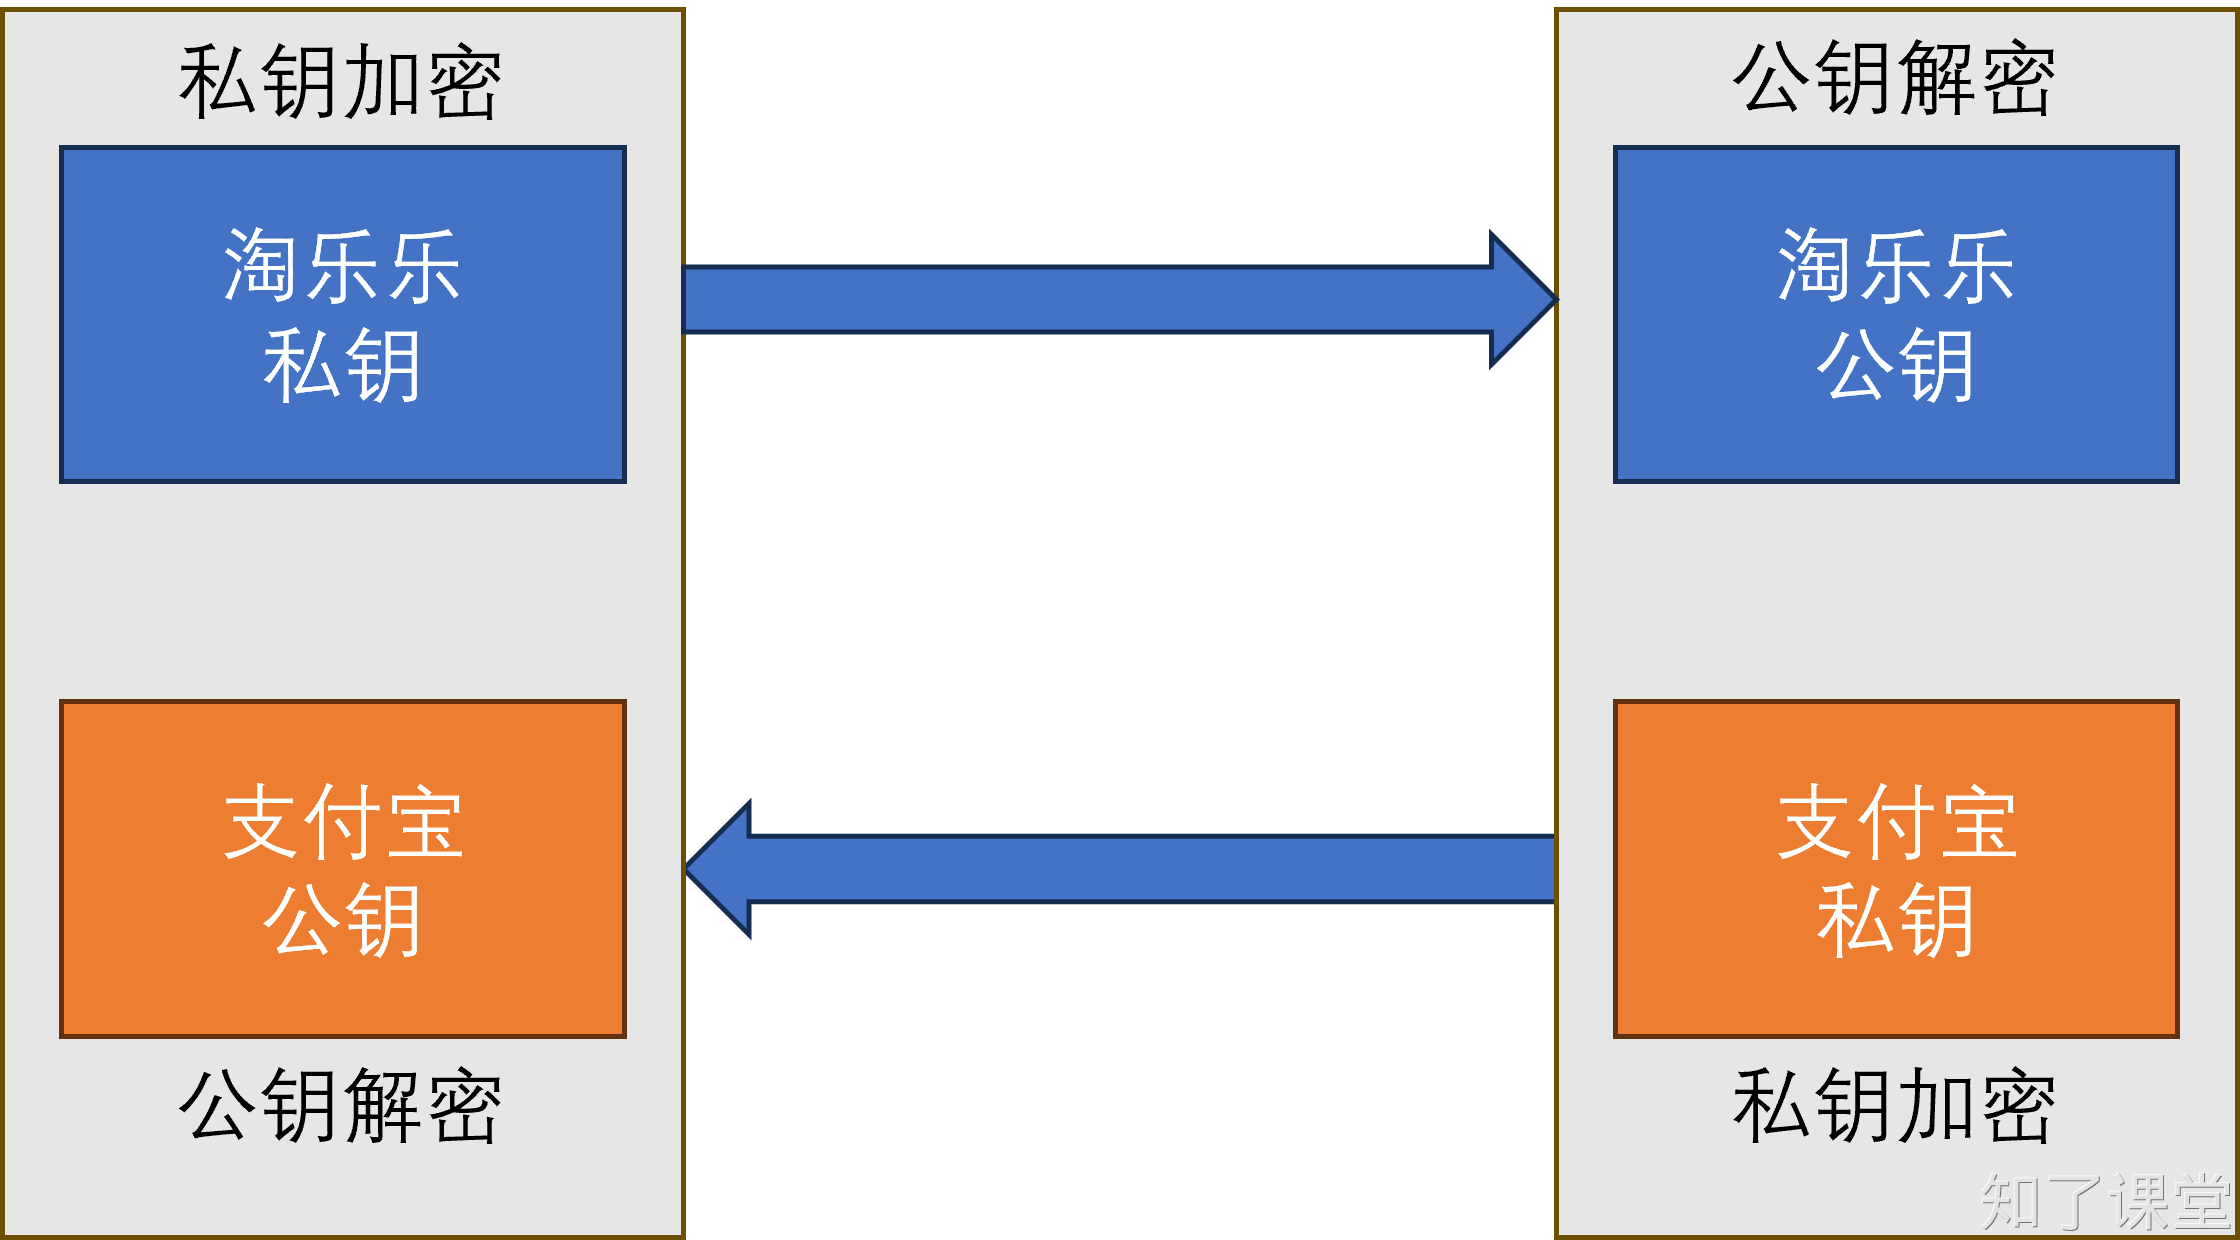 私钥加密
淘乐乐
私钥
支付宝
公钥
公钥解密
公钥解密
淘乐乐
公钥
支付宝
私钥
私钥加密
知了课堂